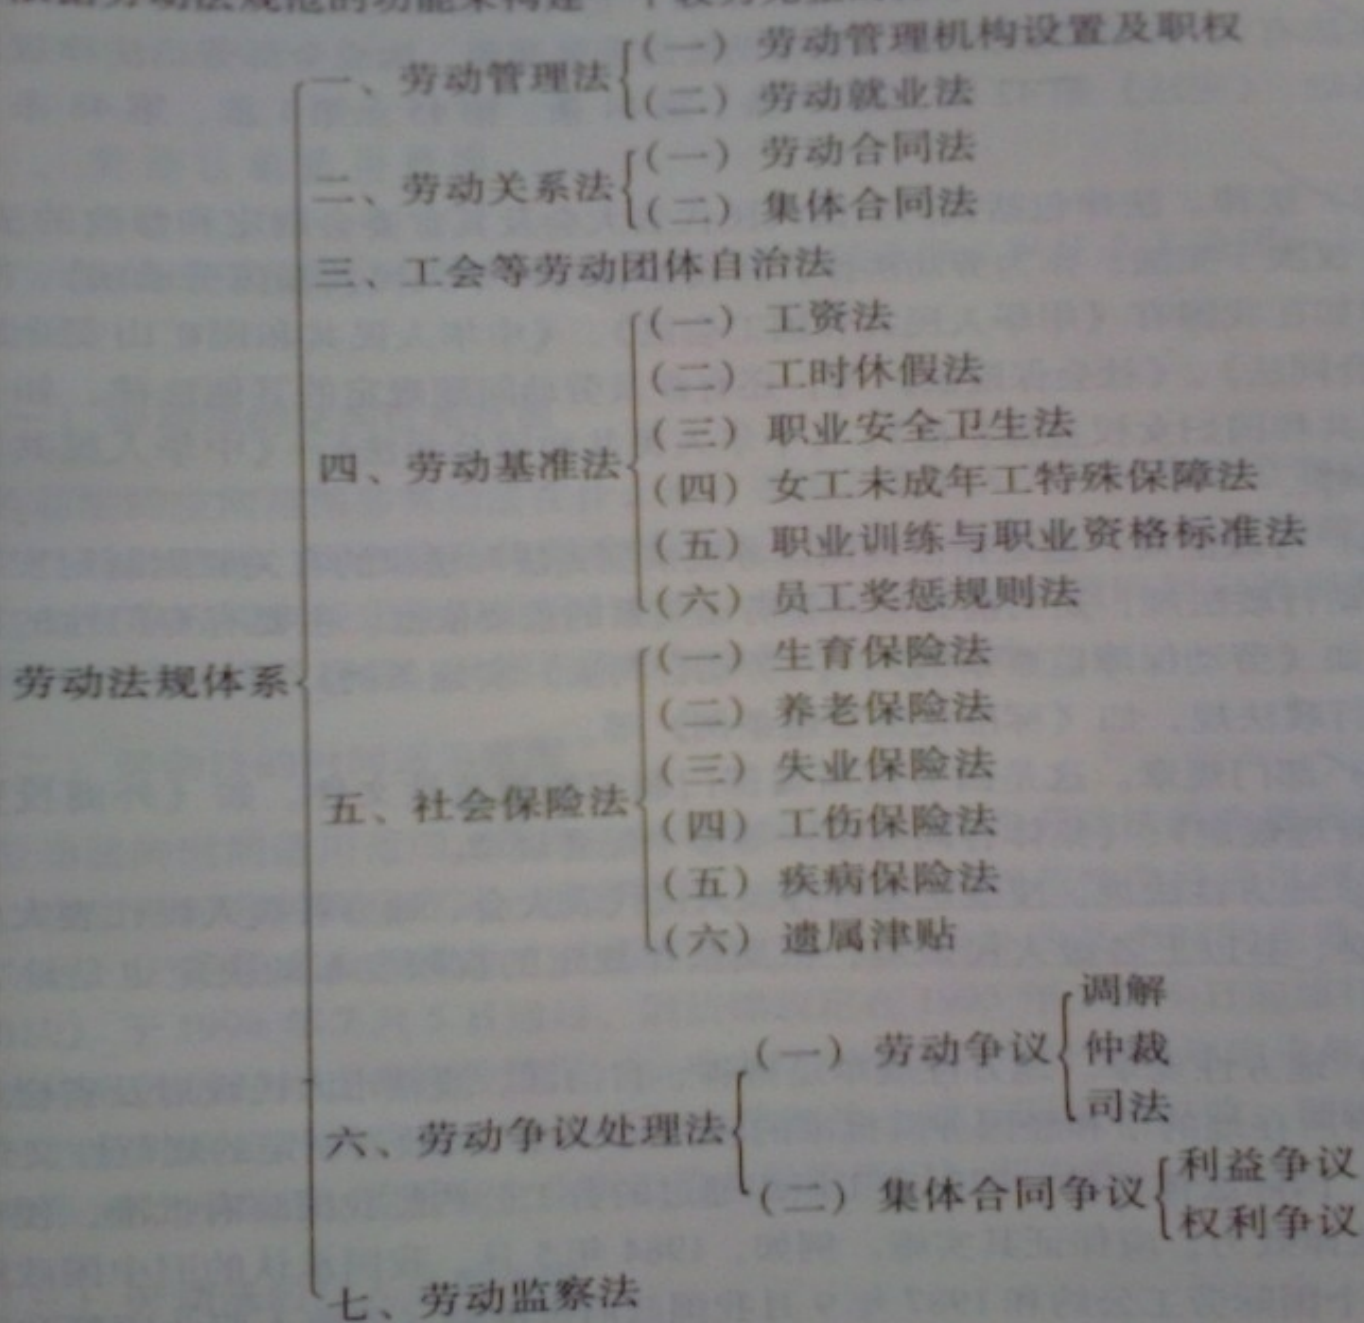 一、劳动管理法
(一) 劳动管理机构设置及职权
(二) 劳动就业法
二、劳动关系法
(一) 劳动合同法
(二) 集体合同法
三、工会等劳动团体自治法
四、劳动基准法
(一) 工资法
(二) 工时休假法
(三) 职业安全卫生法
(四) 女工未成年工特殊保障法
(五) 职业训练与职业资格标准法
(六) 员工奖惩规则法
劳动法规体系
五、社会保险法
(一) 生育保险法
(二) 养老保险法
(三) 失业保险法
(四) 工伤保险法
(五) 疾病保险法
(六) 遗属津贴
六、劳动争议处理法
(一) 劳动争议
调解
仲裁
司法
(二) 集体合同争议
利益争议
权利争议
七、劳动监察法